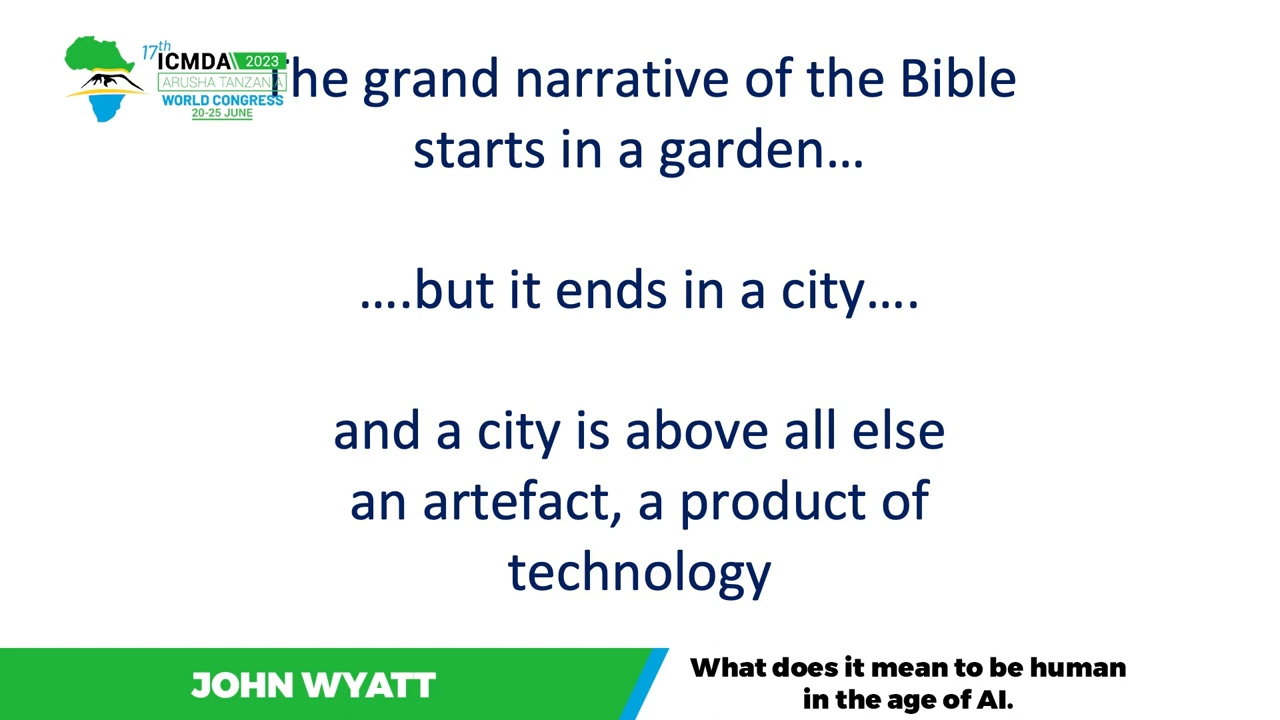 17th
ICMDA 2023
ARUSHA TANZANIA
WORLD CONGRESS
20-25 JUNE
The grand narrative of the Bible
starts in a garden…
….but it ends in a city….
and a city is above all else
an artefact, a product of
technology
JOHN WYATT
What does it mean to be human
in the age of AI.